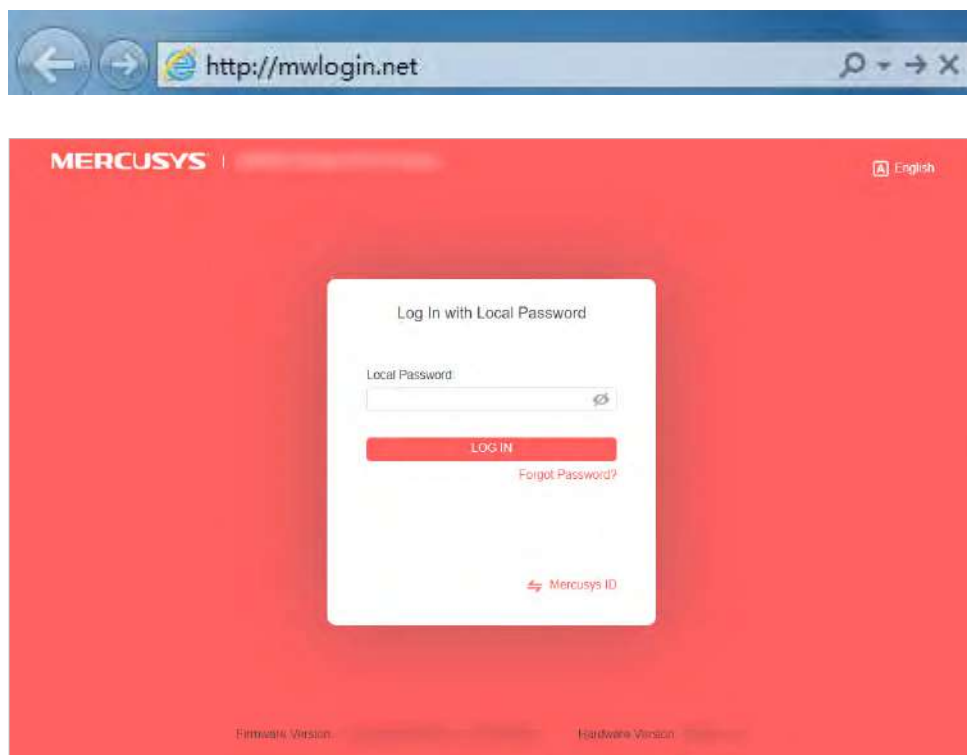 http://mwlogin.net
MERCUSYS |
A English
Log In with Local Password
Local Password:
LOG IN
Forgot Password?
Mercusys ID
Firmware Version: Hardware Version: